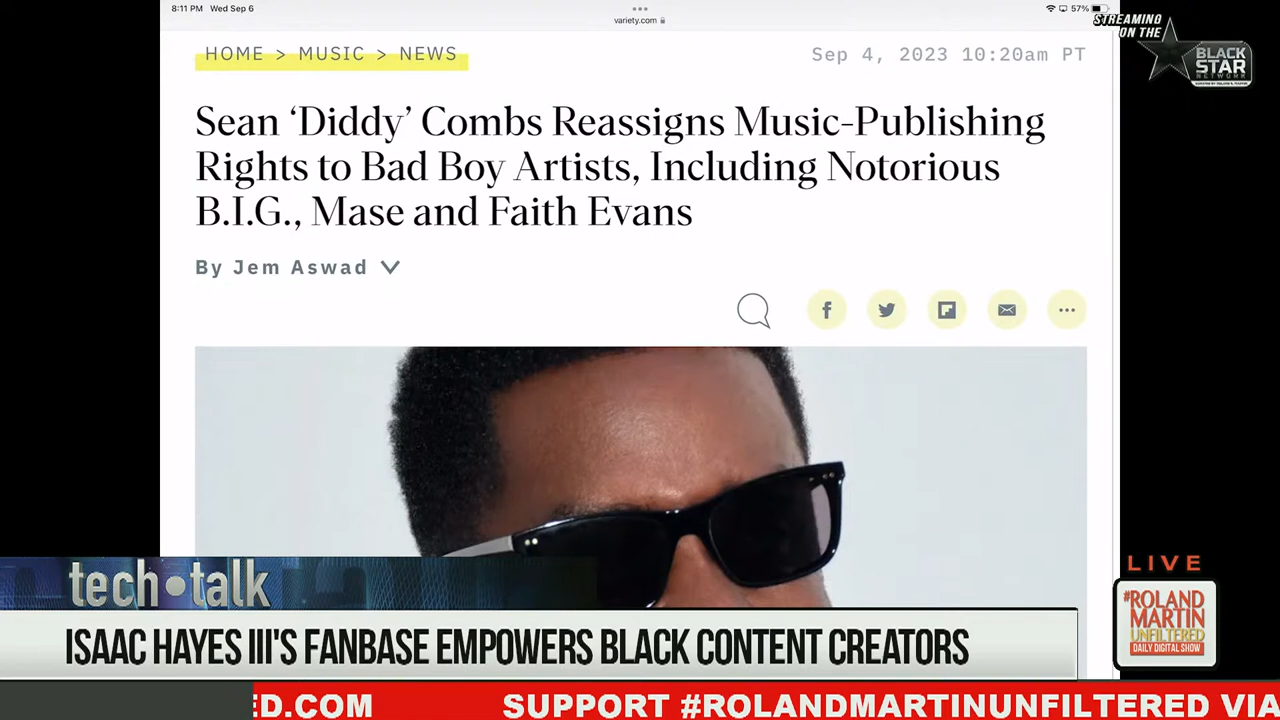 8:11 PM Wed Sep 6
variety.com
57%
STREAMING
ON THE
BLACK
STAR
NETWORK
HOME > MUSIC > NEWS
Sep 4, 2023 10:20am PT
Sean ‘Diddy’ Combs Reassigns Music-Publishing
Rights to Bad Boy Artists, Including Notorious
B.I.G., Mase and Faith Evans
By Jem Aswad
tech•talk
ISAAC HAYES III'S FANBASE EMPOWERS BLACK CONTENT CREATORS
LIVE
#ROLAND
MARTIN
UNFILTERED
DAILY DIGITAL SHOW
ED.COM SUPPORT #ROLANDMARTINUNFILTERED VIA